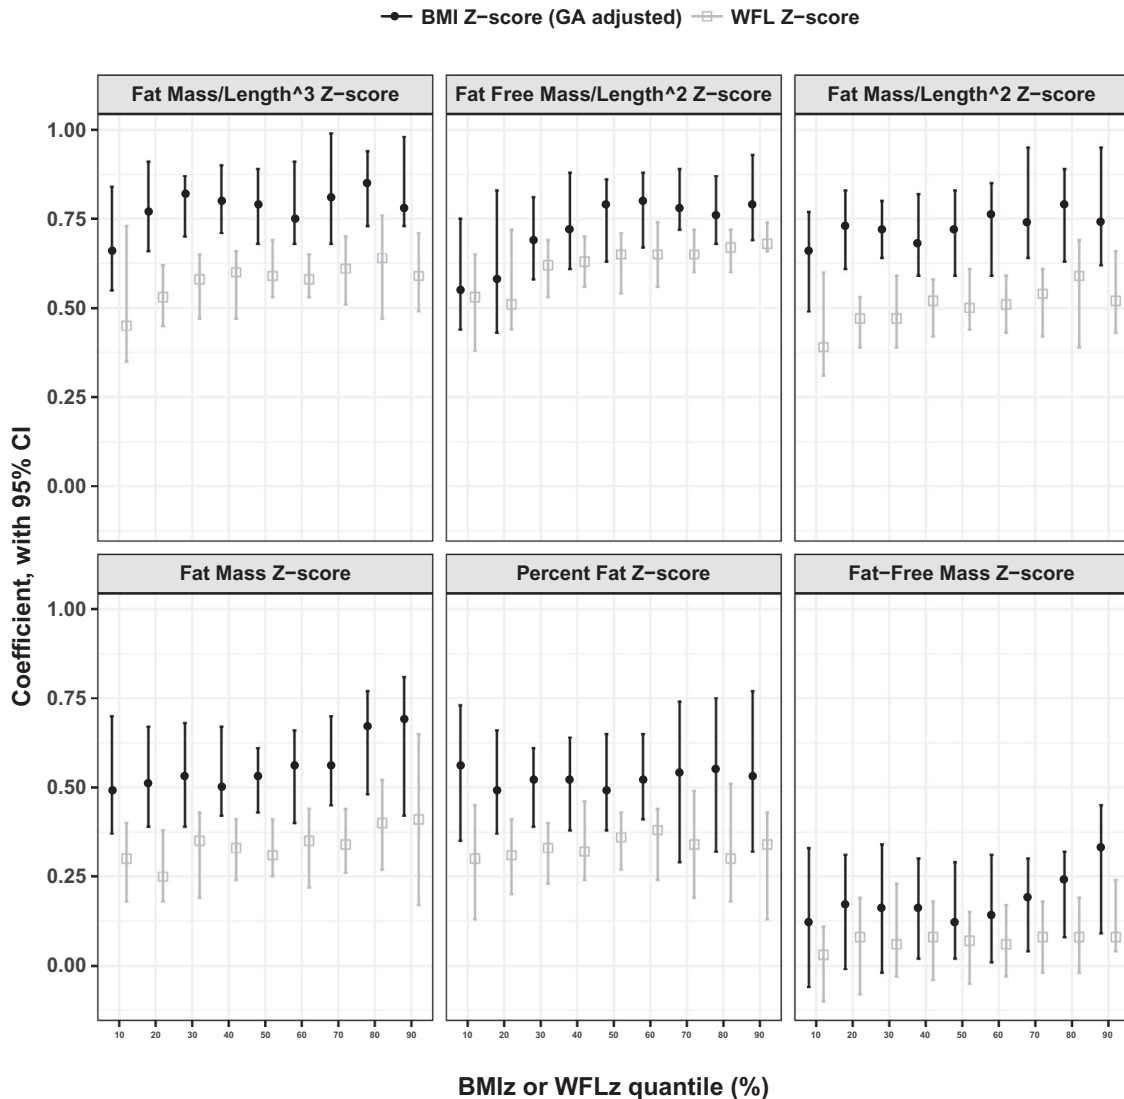 BMI Z−score (GA adjusted) WFL Z−score
Fat Mass/Length^3 Z−score Fat Free Mass/Length^2 Z−score Fat Mass/Length^2 Z−score
1.00
0.75
0.50
0.25
0.00
Coefficient, with 95% CI
Fat Mass Z−score Percent Fat Z−score Fat−Free Mass Z−score
1.00
0.75
0.50
0.25
0.00
10 20 30 40 50 60 70 80 90 10 20 30 40 50 60 70 80 90 10 20 30 40 50 60 70 80 90
BMIz or WFLz quantile (%)